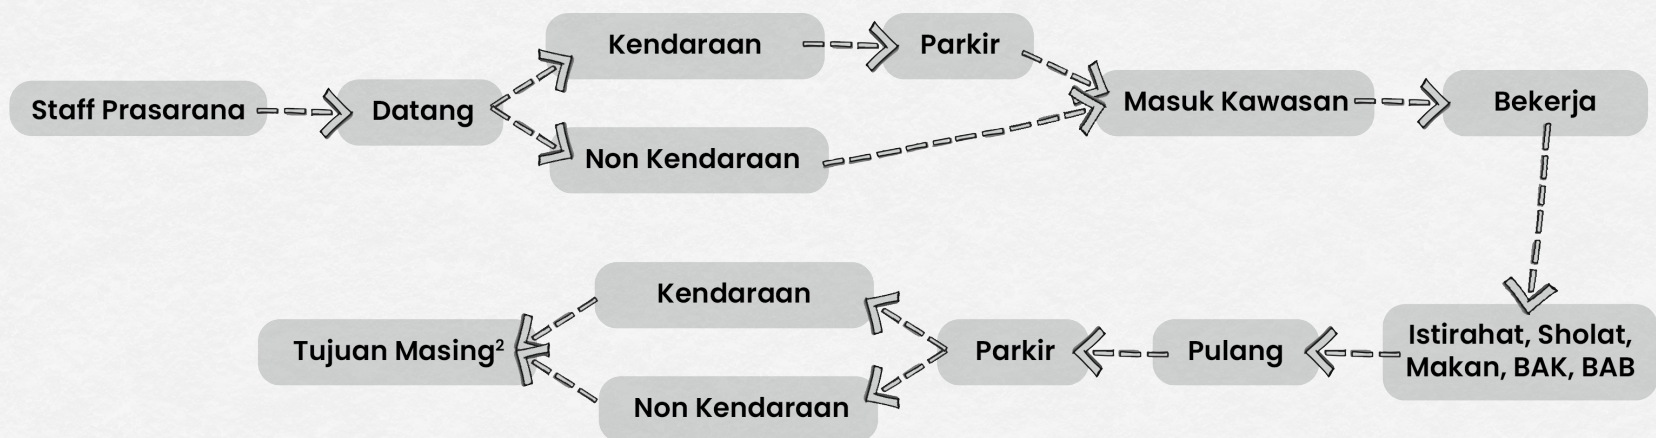 Staff Prasarana
Datang
Kendaraan
Parkir
Non Kendaraan
Masuk Kawasan
Bekerja
Istirahat, Sholat,
Makan, BAK, BAB
Pulang
Parkir
Kendaraan
Non Kendaraan
Tujuan Masing²